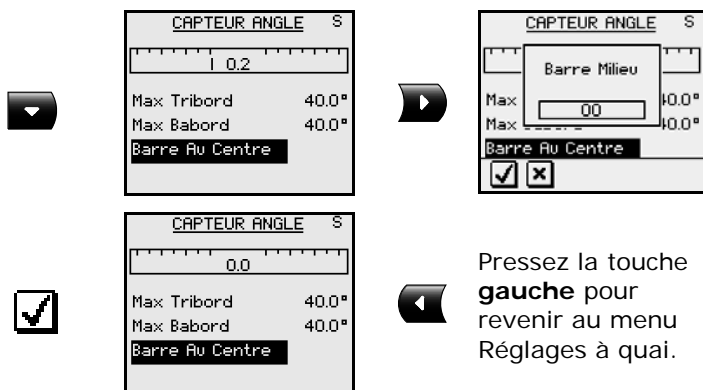 CAPTEUR ANGLE S
0.2
Max Tribord 40.0°
Max Babord 40.0°
Barre Au Centre
CAPTEUR ANGLE S
Barre Milieu
Max 40.0°
00
Max 40.0°
Barre Au Centre
CAPTEUR ANGLE S
0.0
Max Tribord 40.0°
Max Babord 40.0°
Barre Au Centre
Pressez la touche
gauche pour
revenir au menu
Réglages à quai.